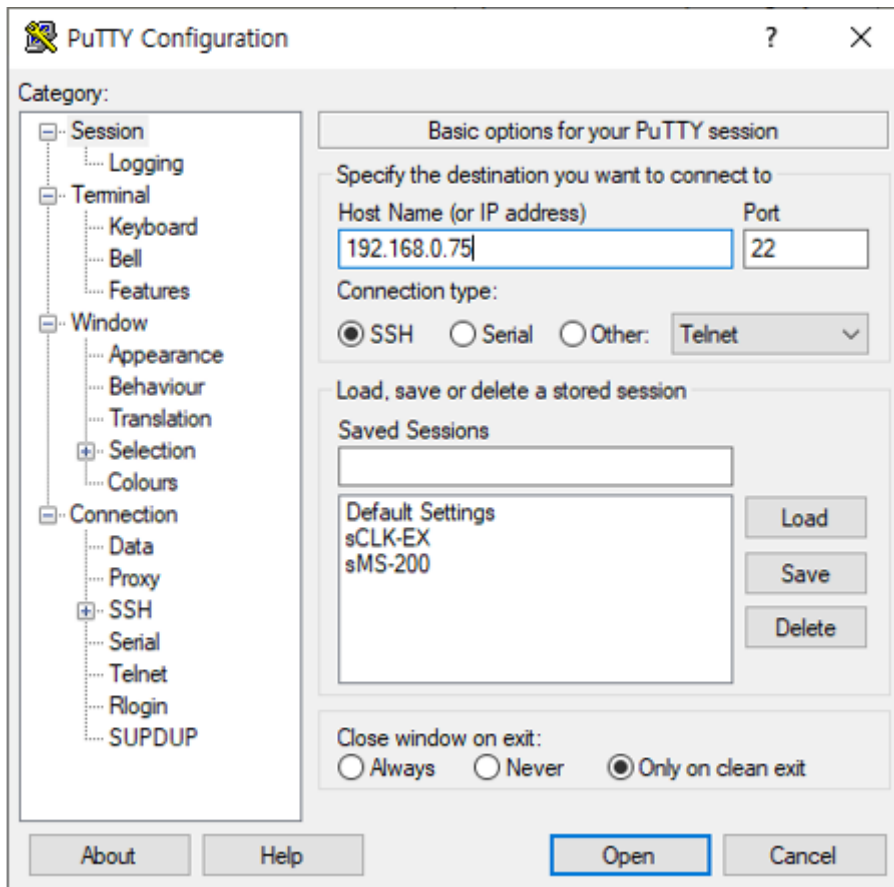 PuTTY Configuration
?
Category:
Session
Logging
Terminal
Keyboard
Bell
Features
Window
Appearance
Behaviour
Translation
Selection
Colours
Connection
Data
Proxy
SSH
Serial
Telnet
Rlogin
SUPDUP
Basic options for your PuTTY session
Specify the destination you want to connect to
Host Name (or IP address) Port
192.168.0.75 22
Connection type:
SSH Serial Other: Telnet
Load, save or delete a stored session
Saved Sessions
Default Settings
sCLK-EX
sMS-200
Load
Save
Delete
Close window on exit:
Always Never Only on clean exit
About Help Open Cancel